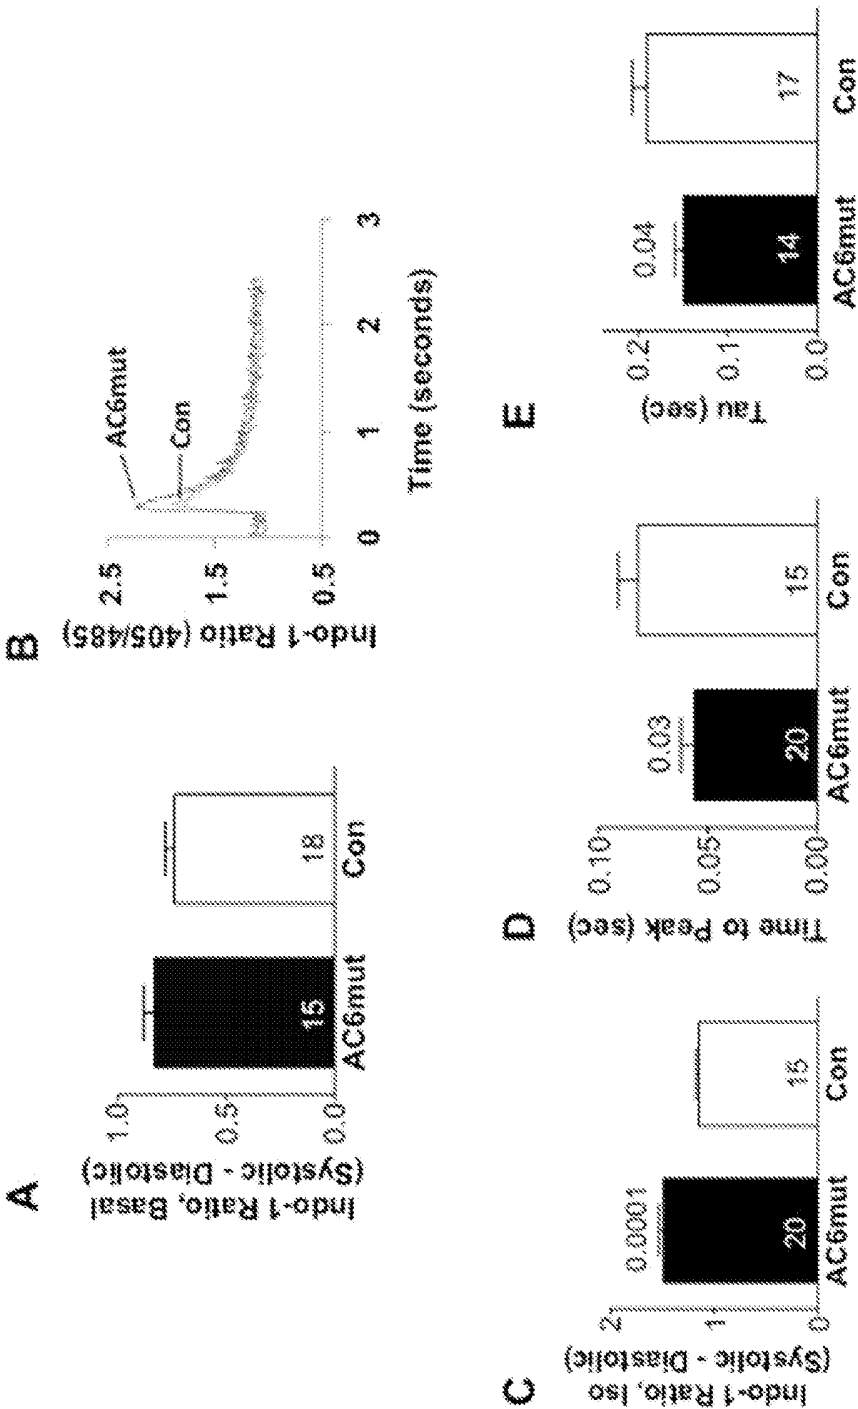 A
Indo-1 Ratio, Basal
(Systolic - Diastolic)
1.0
0.5
0.0
15
18
AC6mut
Con
B
Indo-1 Ratio (405/485)
2.5
1.5
0.5
AC6mut
Con
0
1
2
3
Time (seconds)
C
Indo-1 Ratio, Iso
(Systolic - Diastolic)
2
1
0
0.0001
20
15
AC6mut
Con
D
Time to Peak (sec)
0.10
0.05
0.00
0.03
20
15
AC6mut
Con
E
Tau (sec)
0.2
0.1
0.0
0.04
14
17
AC6mut
Con